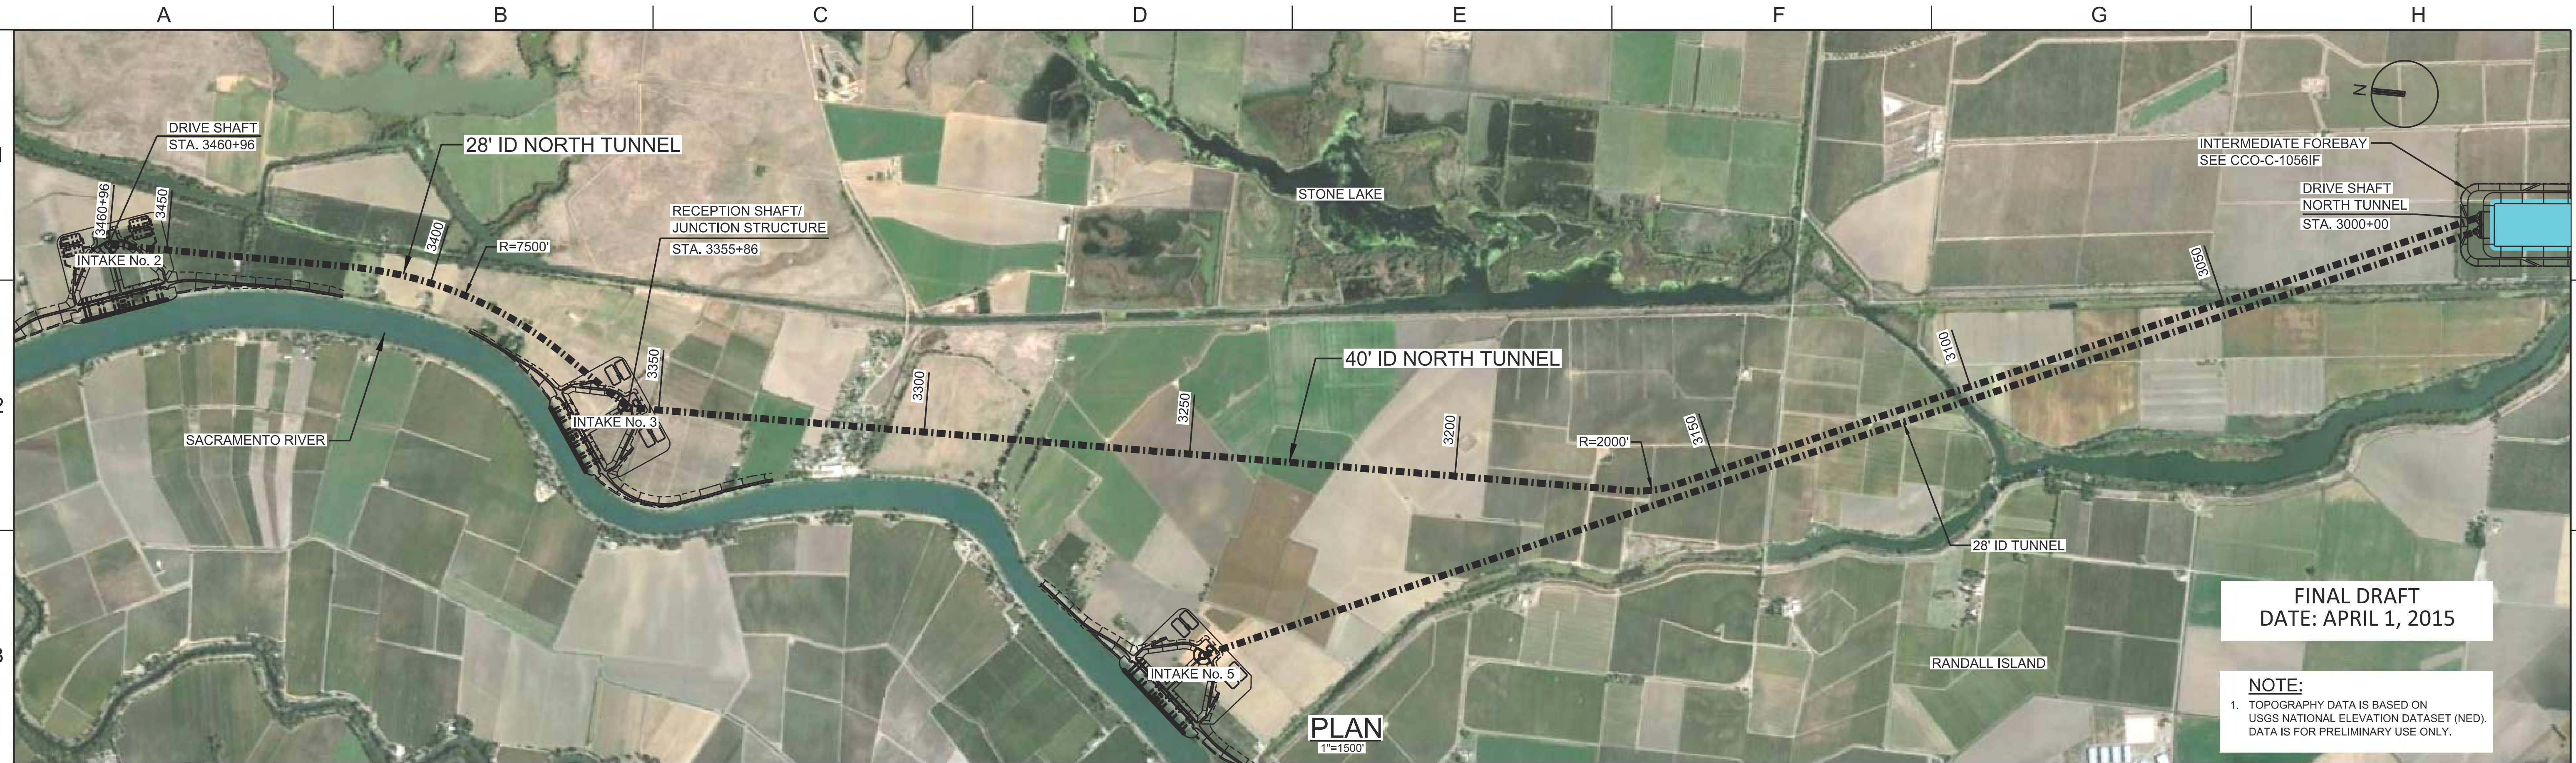 A B C D E F G H
DRIVE SHAFT
STA. 3460+96
28' ID NORTH TUNNEL
3460+96
3450
3400
R=7500'
INTAKE No. 2
RECEPTION SHAFT/
JUNCTION STRUCTURE
STA. 3355+86
3350
INTAKE No. 3
SACRAMENTO RIVER
STONE LAKE
3300
3250
40' ID NORTH TUNNEL
3200
R=2000'
3150
3100
3050
N
INTERMEDIATE FOREBAY
SEE CCO-C-1056IF
DRIVE SHAFT
NORTH TUNNEL
STA. 3000+00
28' ID TUNNEL
INTAKE No. 5
RANDALL ISLAND
PLAN
1"=1500'
FINAL DRAFT
DATE: APRIL 1, 2015
NOTE:
1. TOPOGRAPHY DATA IS BASED ON
USGS NATIONAL ELEVATION DATASET (NED).
DATA IS FOR PRELIMINARY USE ONLY.